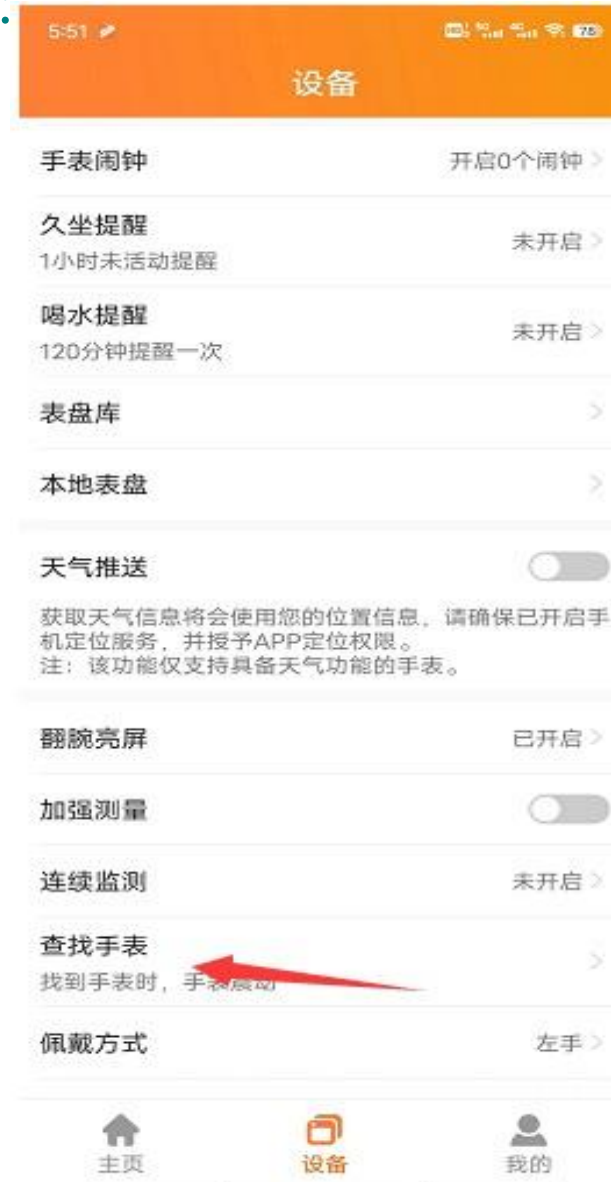 5:51
78
设备
手表闹钟
开启0个闹钟
久坐提醒
1小时未活动提醒
未开启
喝水提醒
120分钟提醒一次
未开启
表盘库
本地表盘
天气推送
获取天气信息将会使用您的位置信息，请确保已开启手
机定位服务，并授予APP定位权限。
注：该功能仅支持具备天气功能的手表。
翻腕亮屏
已开启
加强测量
连续监测
未开启
查找手表
找到手表时，手表震动
佩戴方式
左手
主页
设备
我的